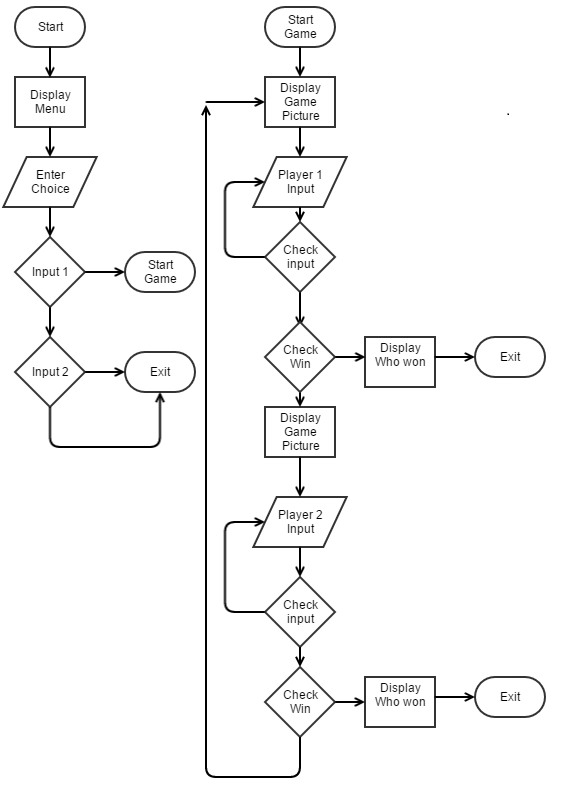 Start
Display
Menu
Enter
Choice
Input 1
Start
Game
Input 2
Exit
Start
Game
Display
Game
Picture
Player 1
Input
Check
input
Check
Win
Display
Who won
Exit
Display
Game
Picture
Player 2
Input
Check
input
Check
Win
Display
Who won
Exit
.